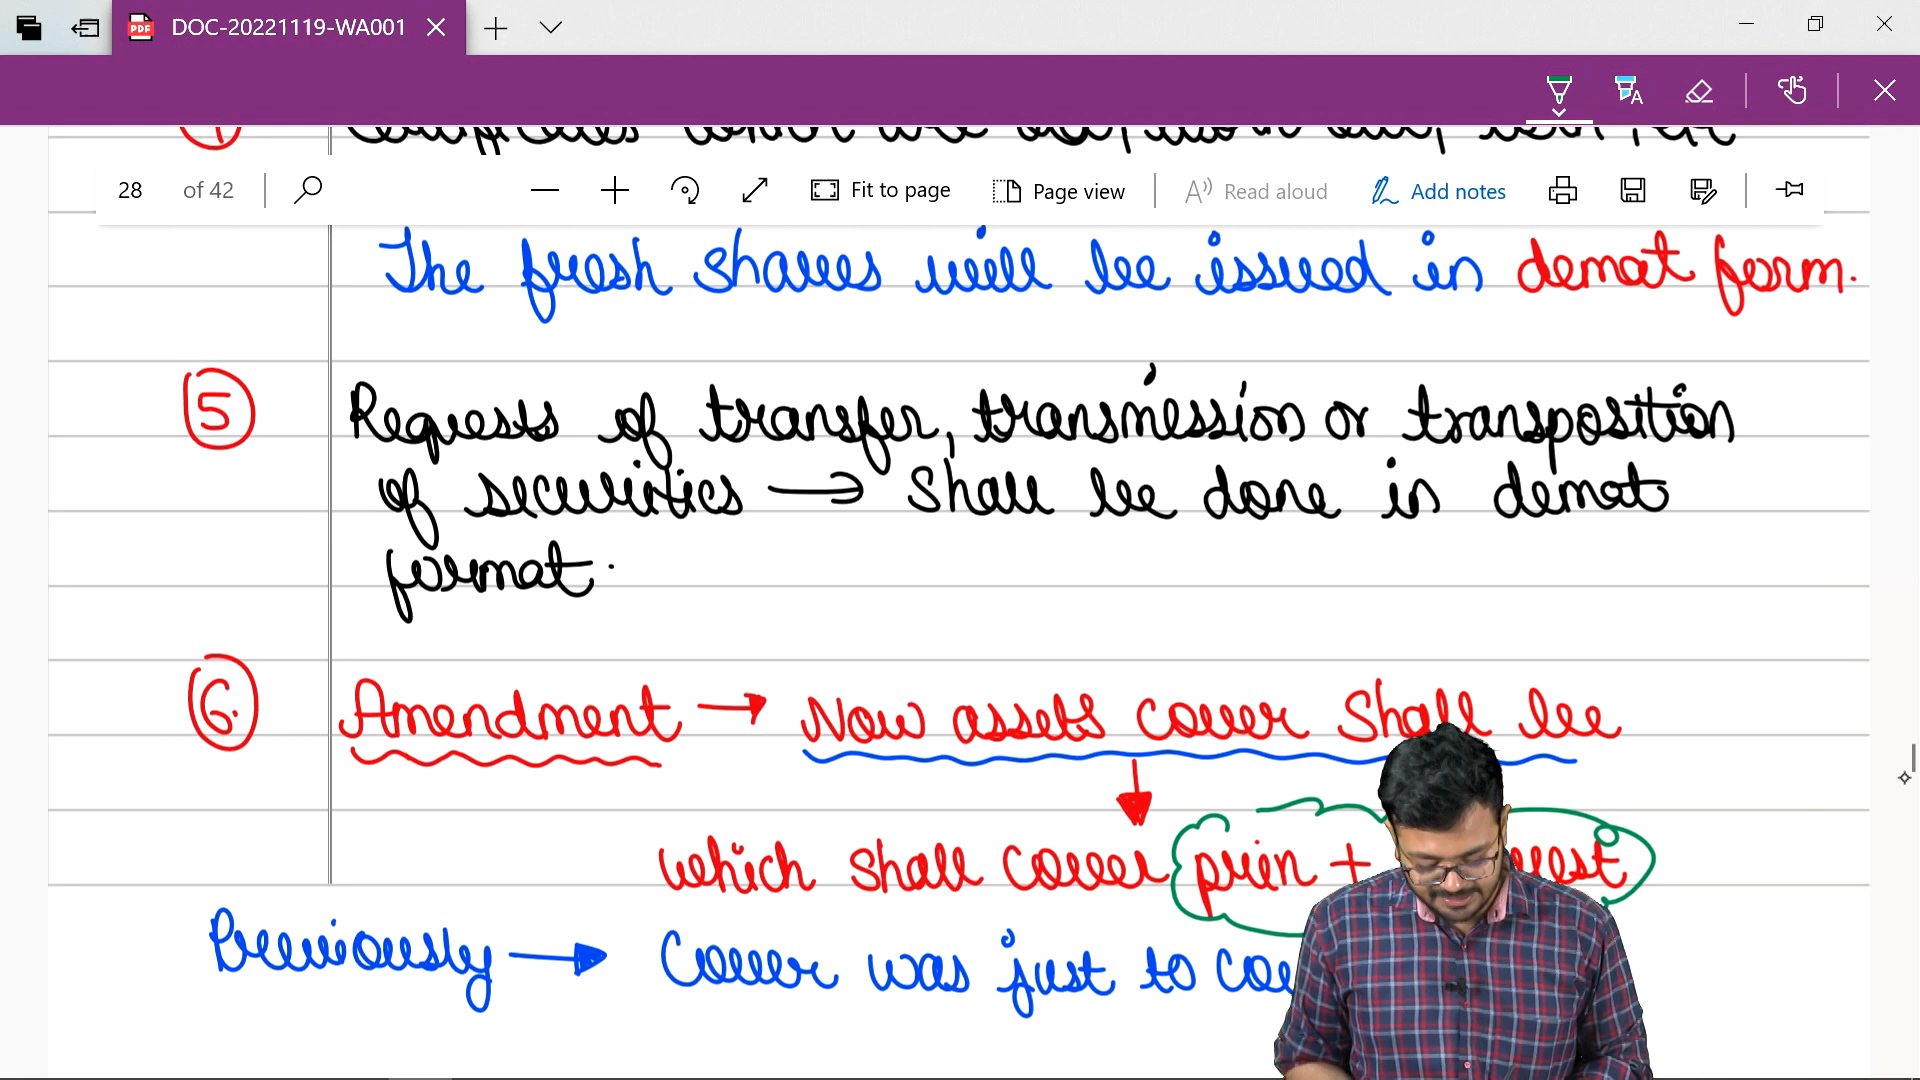 DOC-20221119-WA001
28 of 42 Fit to page Page view Read aloud Add notes
The fresh shares will be issued in demat form.
5 Requests of transfer, transmission or transposition
of securities → Shall be done in demat
format.
6. Amendment → Now assets cover shall be
which shall cover prin +
Previously → Cover was just to